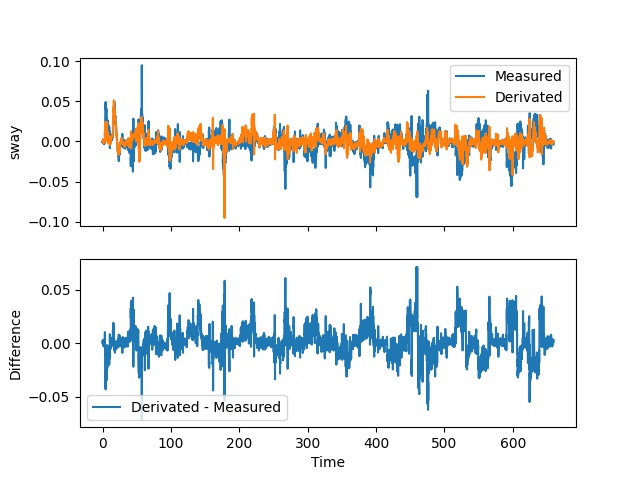 0.10
0.05
0.00
−0.05
−0.10
sway
Measured
Derivated
0.05
0.00
−0.05
Difference
Derivated - Measured
0 100 200 300 400 500 600
Time